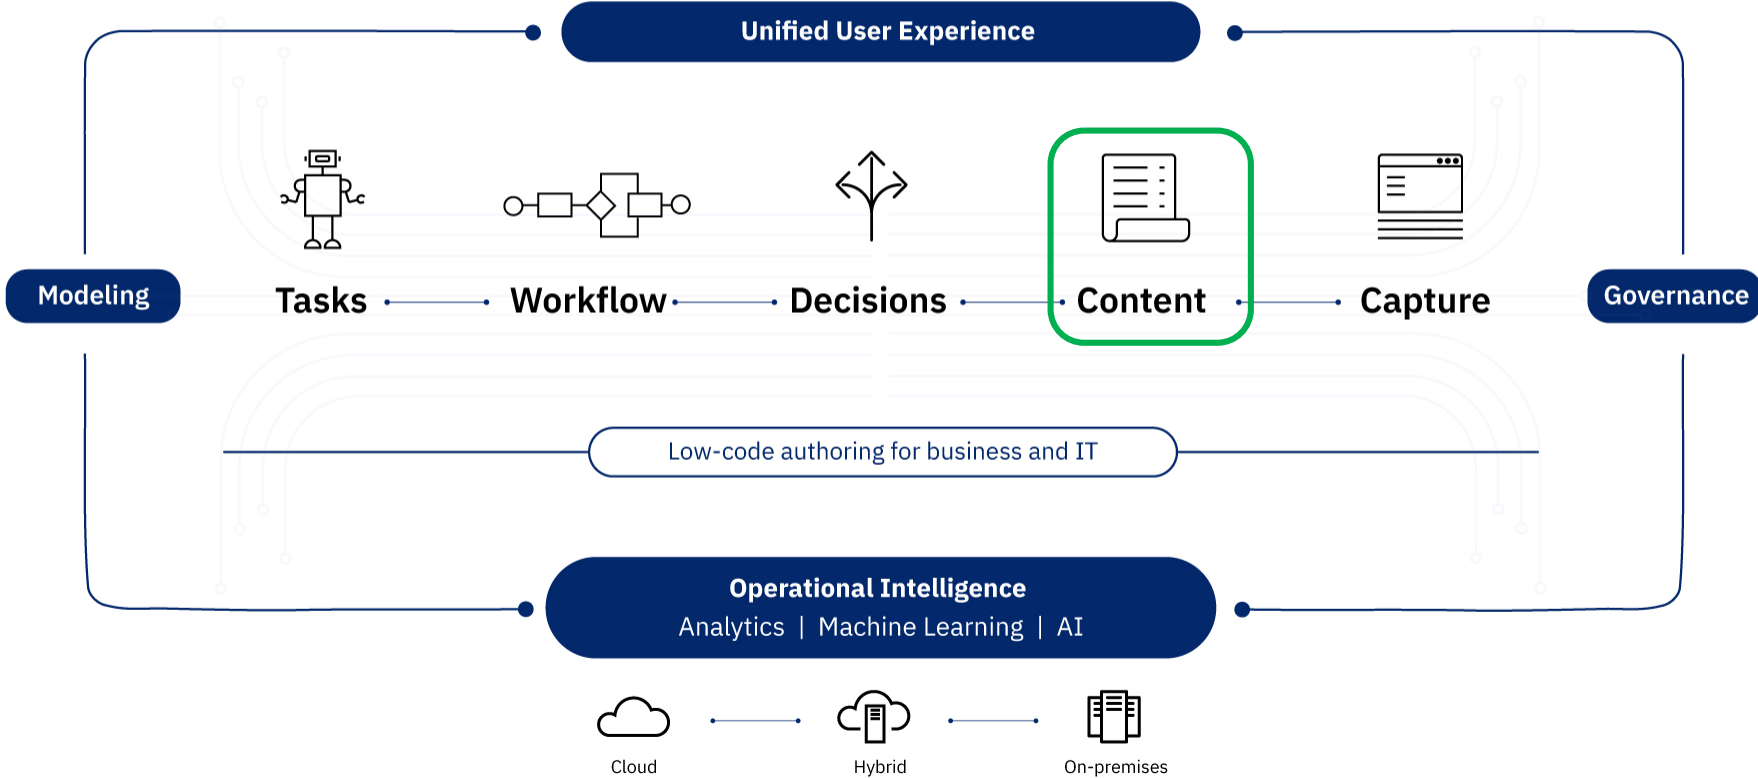 Unified User Experience
Modeling
Tasks
Workflow
Decisions
Content
Capture
Governance
Low-code authoring for business and IT
Operational Intelligence
Analytics | Machine Learning | AI
Cloud
Hybrid
On-premises